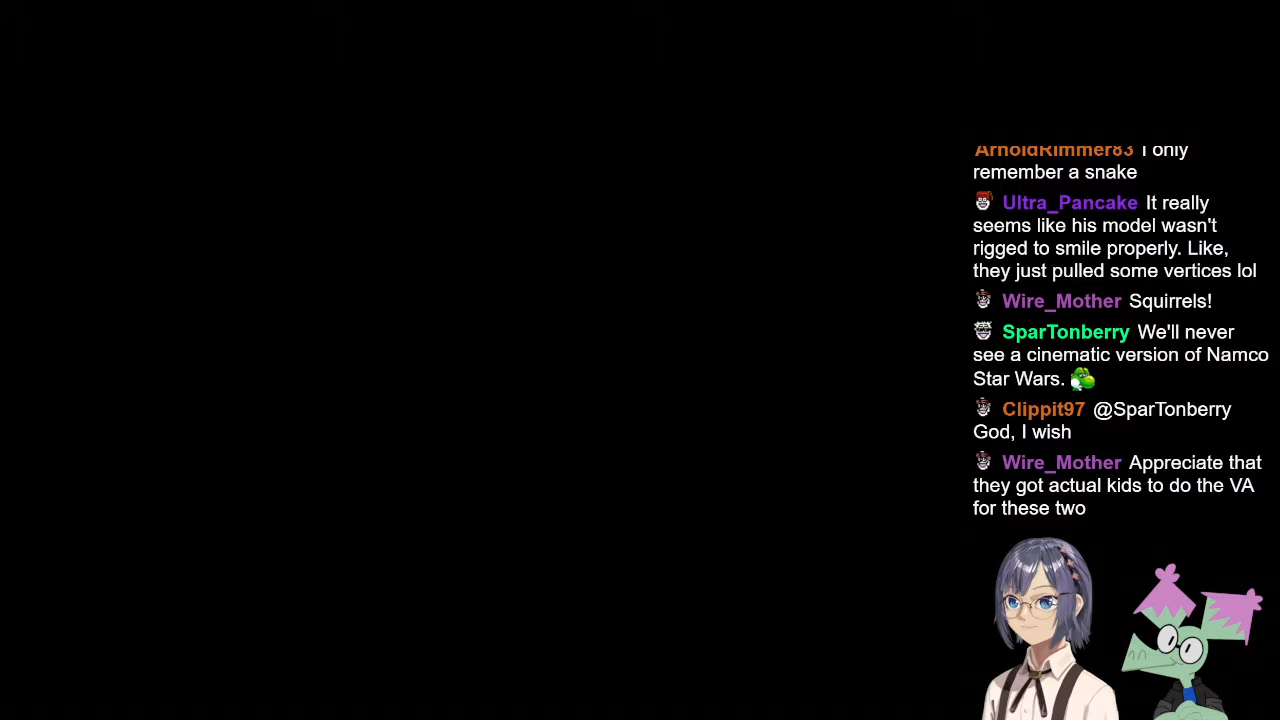 ArnoldRimmer83 I only
remember a snake
Ultra_Pancake It really
seems like his model wasn't
rigged to smile properly. Like,
they just pulled some vertices lol
Wire_Mother Squirrels!
SparTonberry We'll never
see a cinematic version of Namco
Star Wars.
Clippit97 @SparTonberry
God, I wish
Wire_Mother Appreciate that
they got actual kids to do the VA
for these two